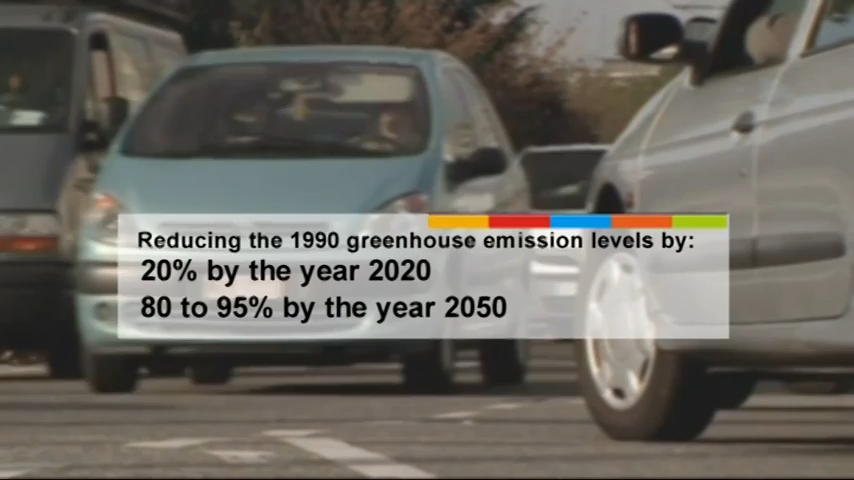 Reducing the 1990 greenhouse emission levels by:
20% by the year 2020
80 to 95% by the year 2050